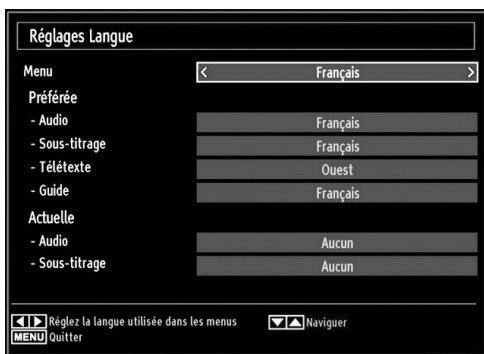 Réglages Langue
Menu < Français >
Préférée
- Audio Français
- Sous-titrage Français
- Télétexte Ouest
- Guide Français
Actuelle
- Audio Aucun
- Sous-titrage Aucun
◀▶ Réglez la langue utilisée dans les menus ▼▲ Naviguer
MENU Quitter